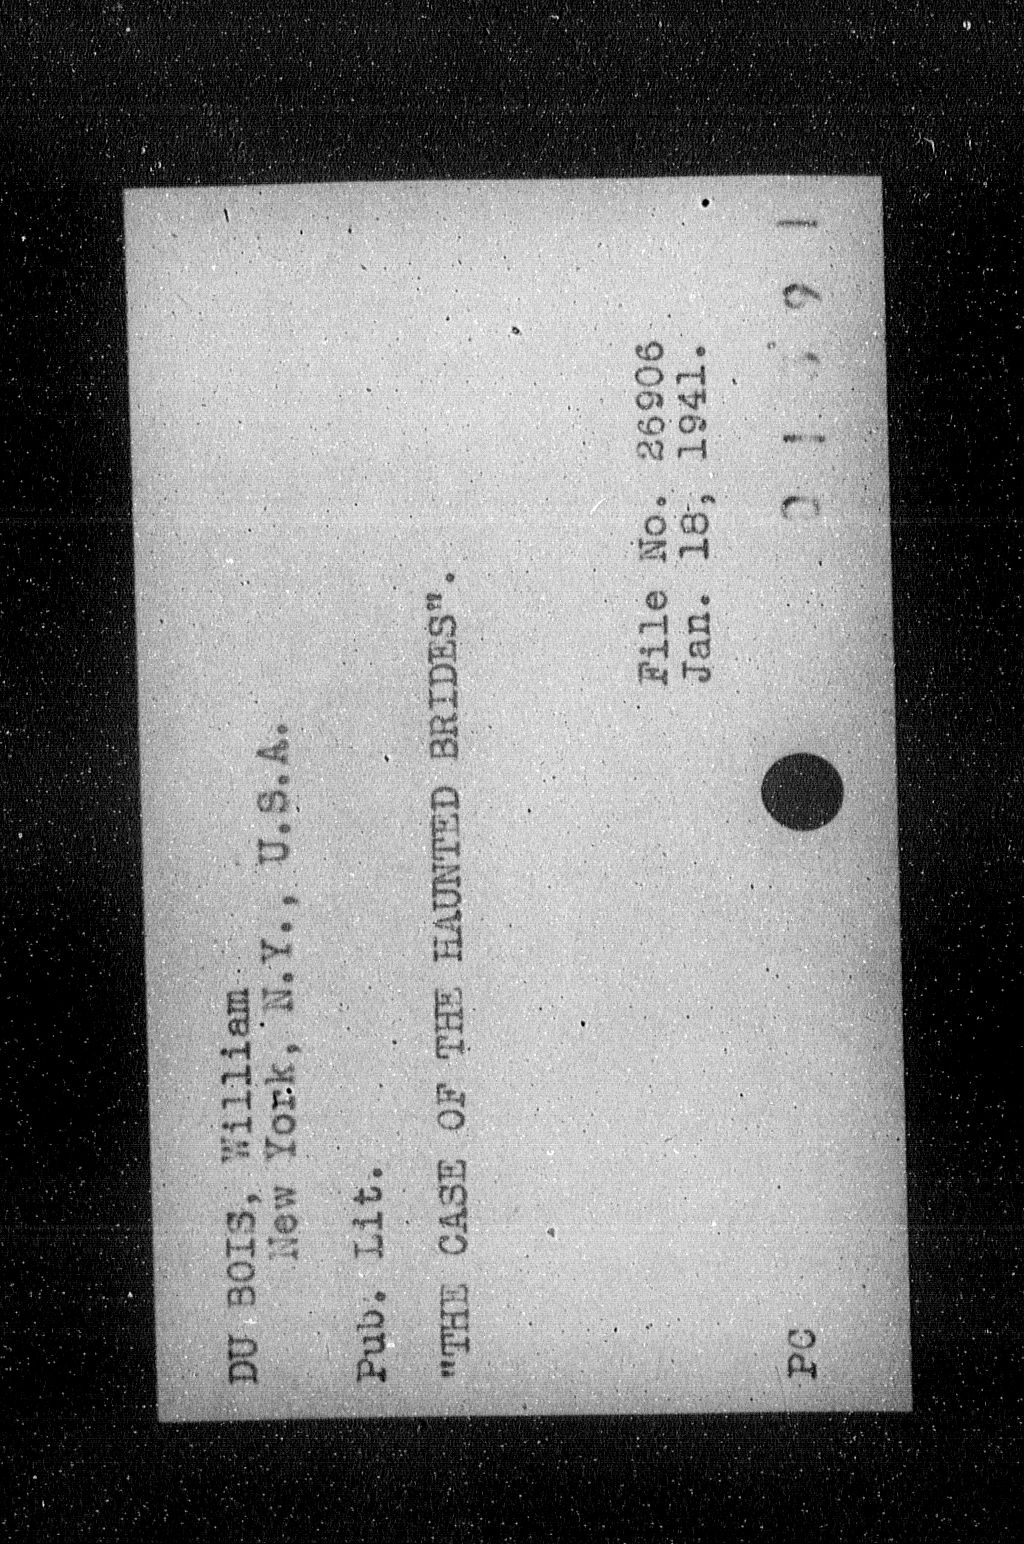 DU BOIS, William
New York, N.Y., U.S.A.
Pub. Lit.
"THE CASE OF THE HAUNTED BRIDES".
File No. 26906
Jan. 18, 1941.
PC